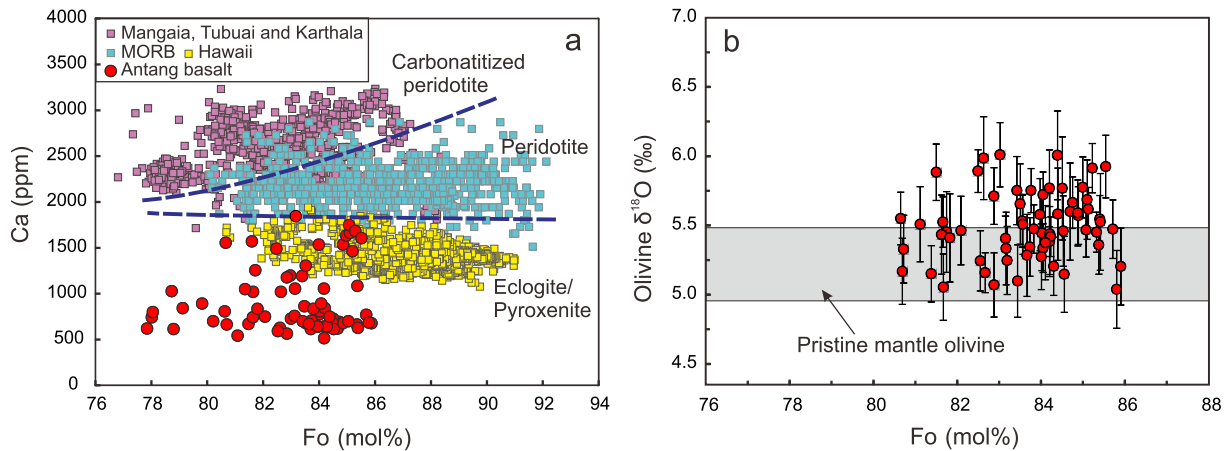 a
Mangaia, Tubuai and Karthala
MORB Hawaii
Antang basalt
Carbonatitized
peridotite
Peridotite
Eclogite/
Pyroxenite
Ca (ppm)
4000
3500
3000
2500
2000
1500
1000
500
0
76 78 80 82 84 86 88 90 92 94
Fo (mol%)
b
Olivine δ¹⁸O (‰)
7.0
6.5
6.0
5.5
5.0
4.5
Pristine mantle olivine
76 78 80 82 84 86 88
Fo (mol%)